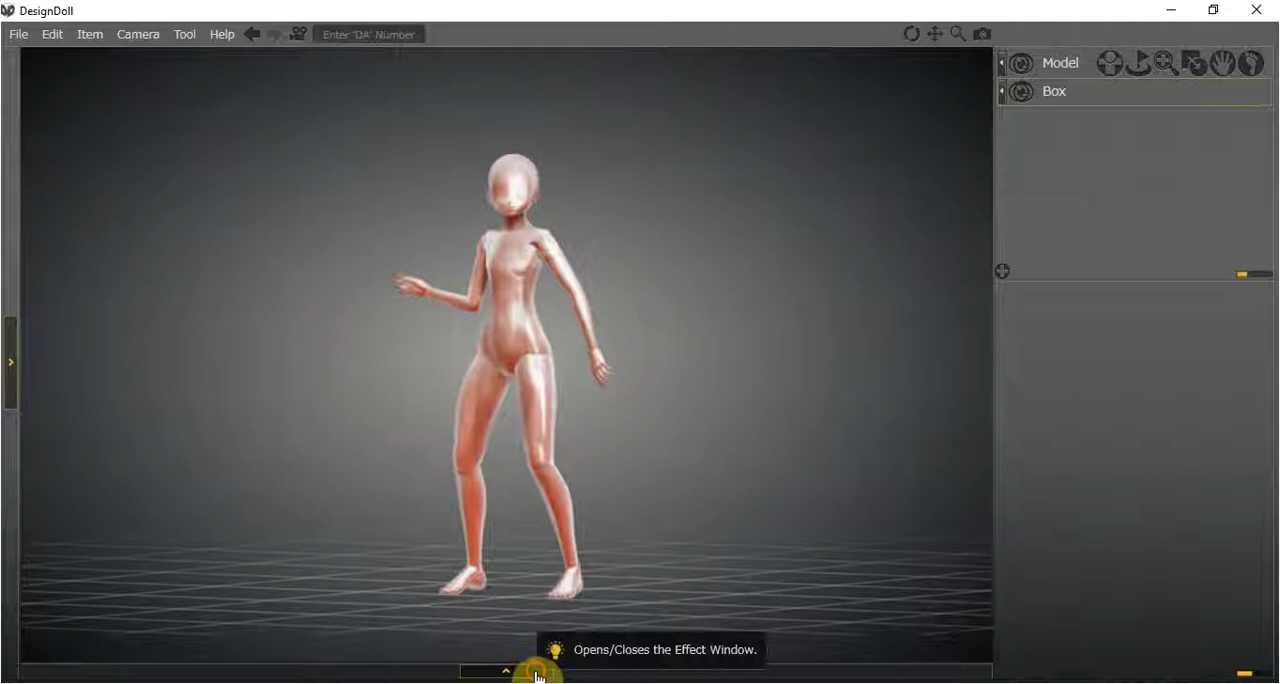 DesignDoll
File Edit Item Camera Tool Help Enter 'DA' Number
Model
Box
Opens/Closes the Effect Window.